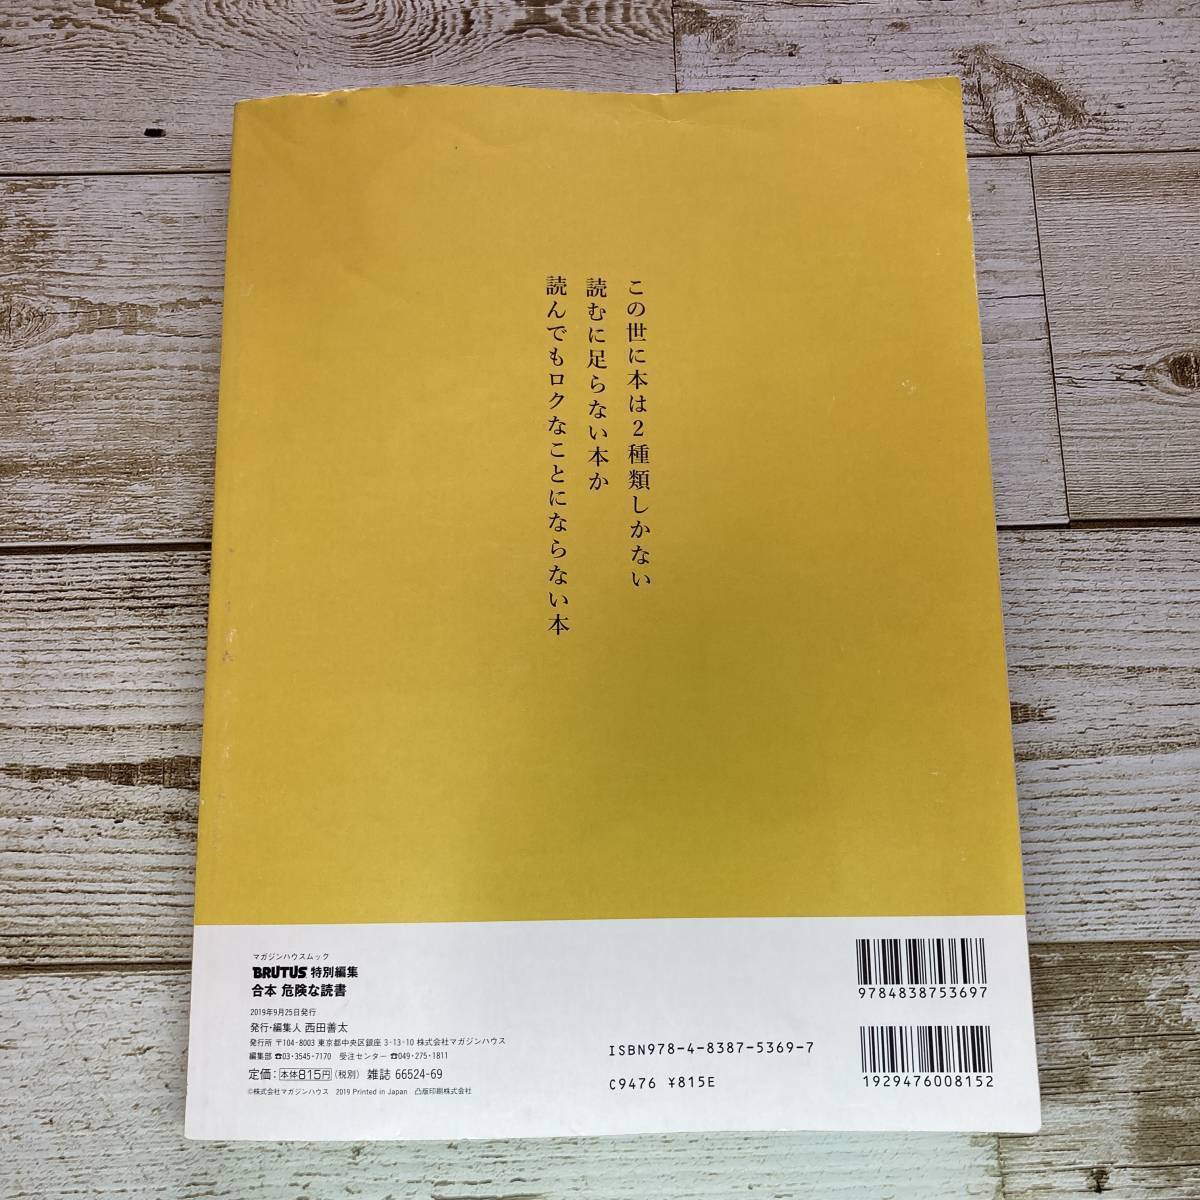 この世に本は2種類しかない
読むに足らない本か
読んでもロクなことにならない本
マガジンハウスムック
BRUTUS 特別編集
合本 危険な読書
2019年9月25日発行
発行・編集人 西田善太
発行所 〒104-8003 東京都中央区銀座 3-13-10 株式会社マガジンハウス
編集部 ☎03・3545・7170 受注センター ☎049・275・1811
定価：本体815円（税別） 雑誌 66524-69
©株式会社マガジンハウス 2019 Printed in Japan 凸版印刷株式会社
ISBN978-4-8387-5369-7
C9476 ¥815E
9784838753697
1929476008152